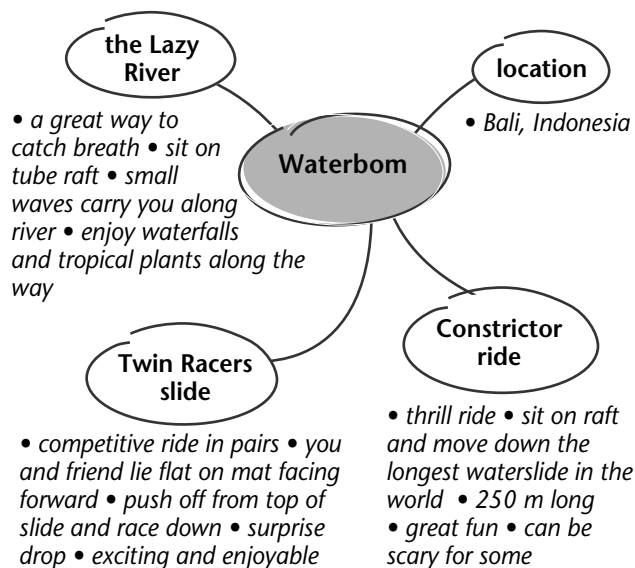 the Lazy
River
• a great way to
catch breath • sit on
tube raft • small
waves carry you along
river • enjoy waterfalls
and tropical plants along the
way
location
• Bali, Indonesia
Waterbom
Twin Racers
slide
• competitive ride in pairs • you
and friend lie flat on mat facing
forward • push off from top of
slide and race down • surprise
drop • exciting and enjoyable
Constrictor
ride
• thrill ride • sit on raft
and move down the
longest waterslide in the
world • 250 m long
• great fun • can be
scary for some